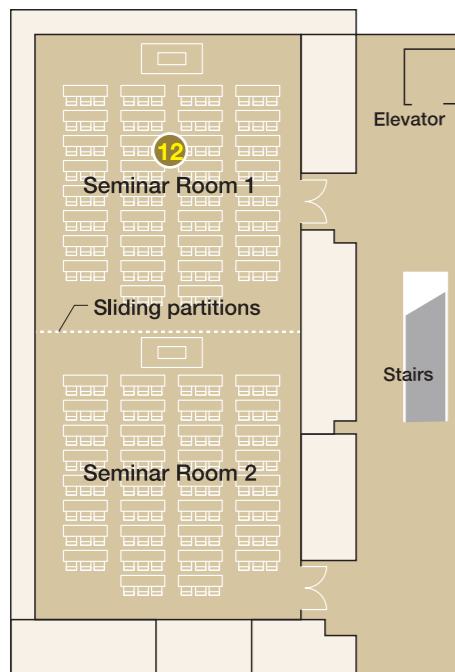 Elevator
12
Seminar Room 1
Sliding partitions
Stairs
Seminar Room 2